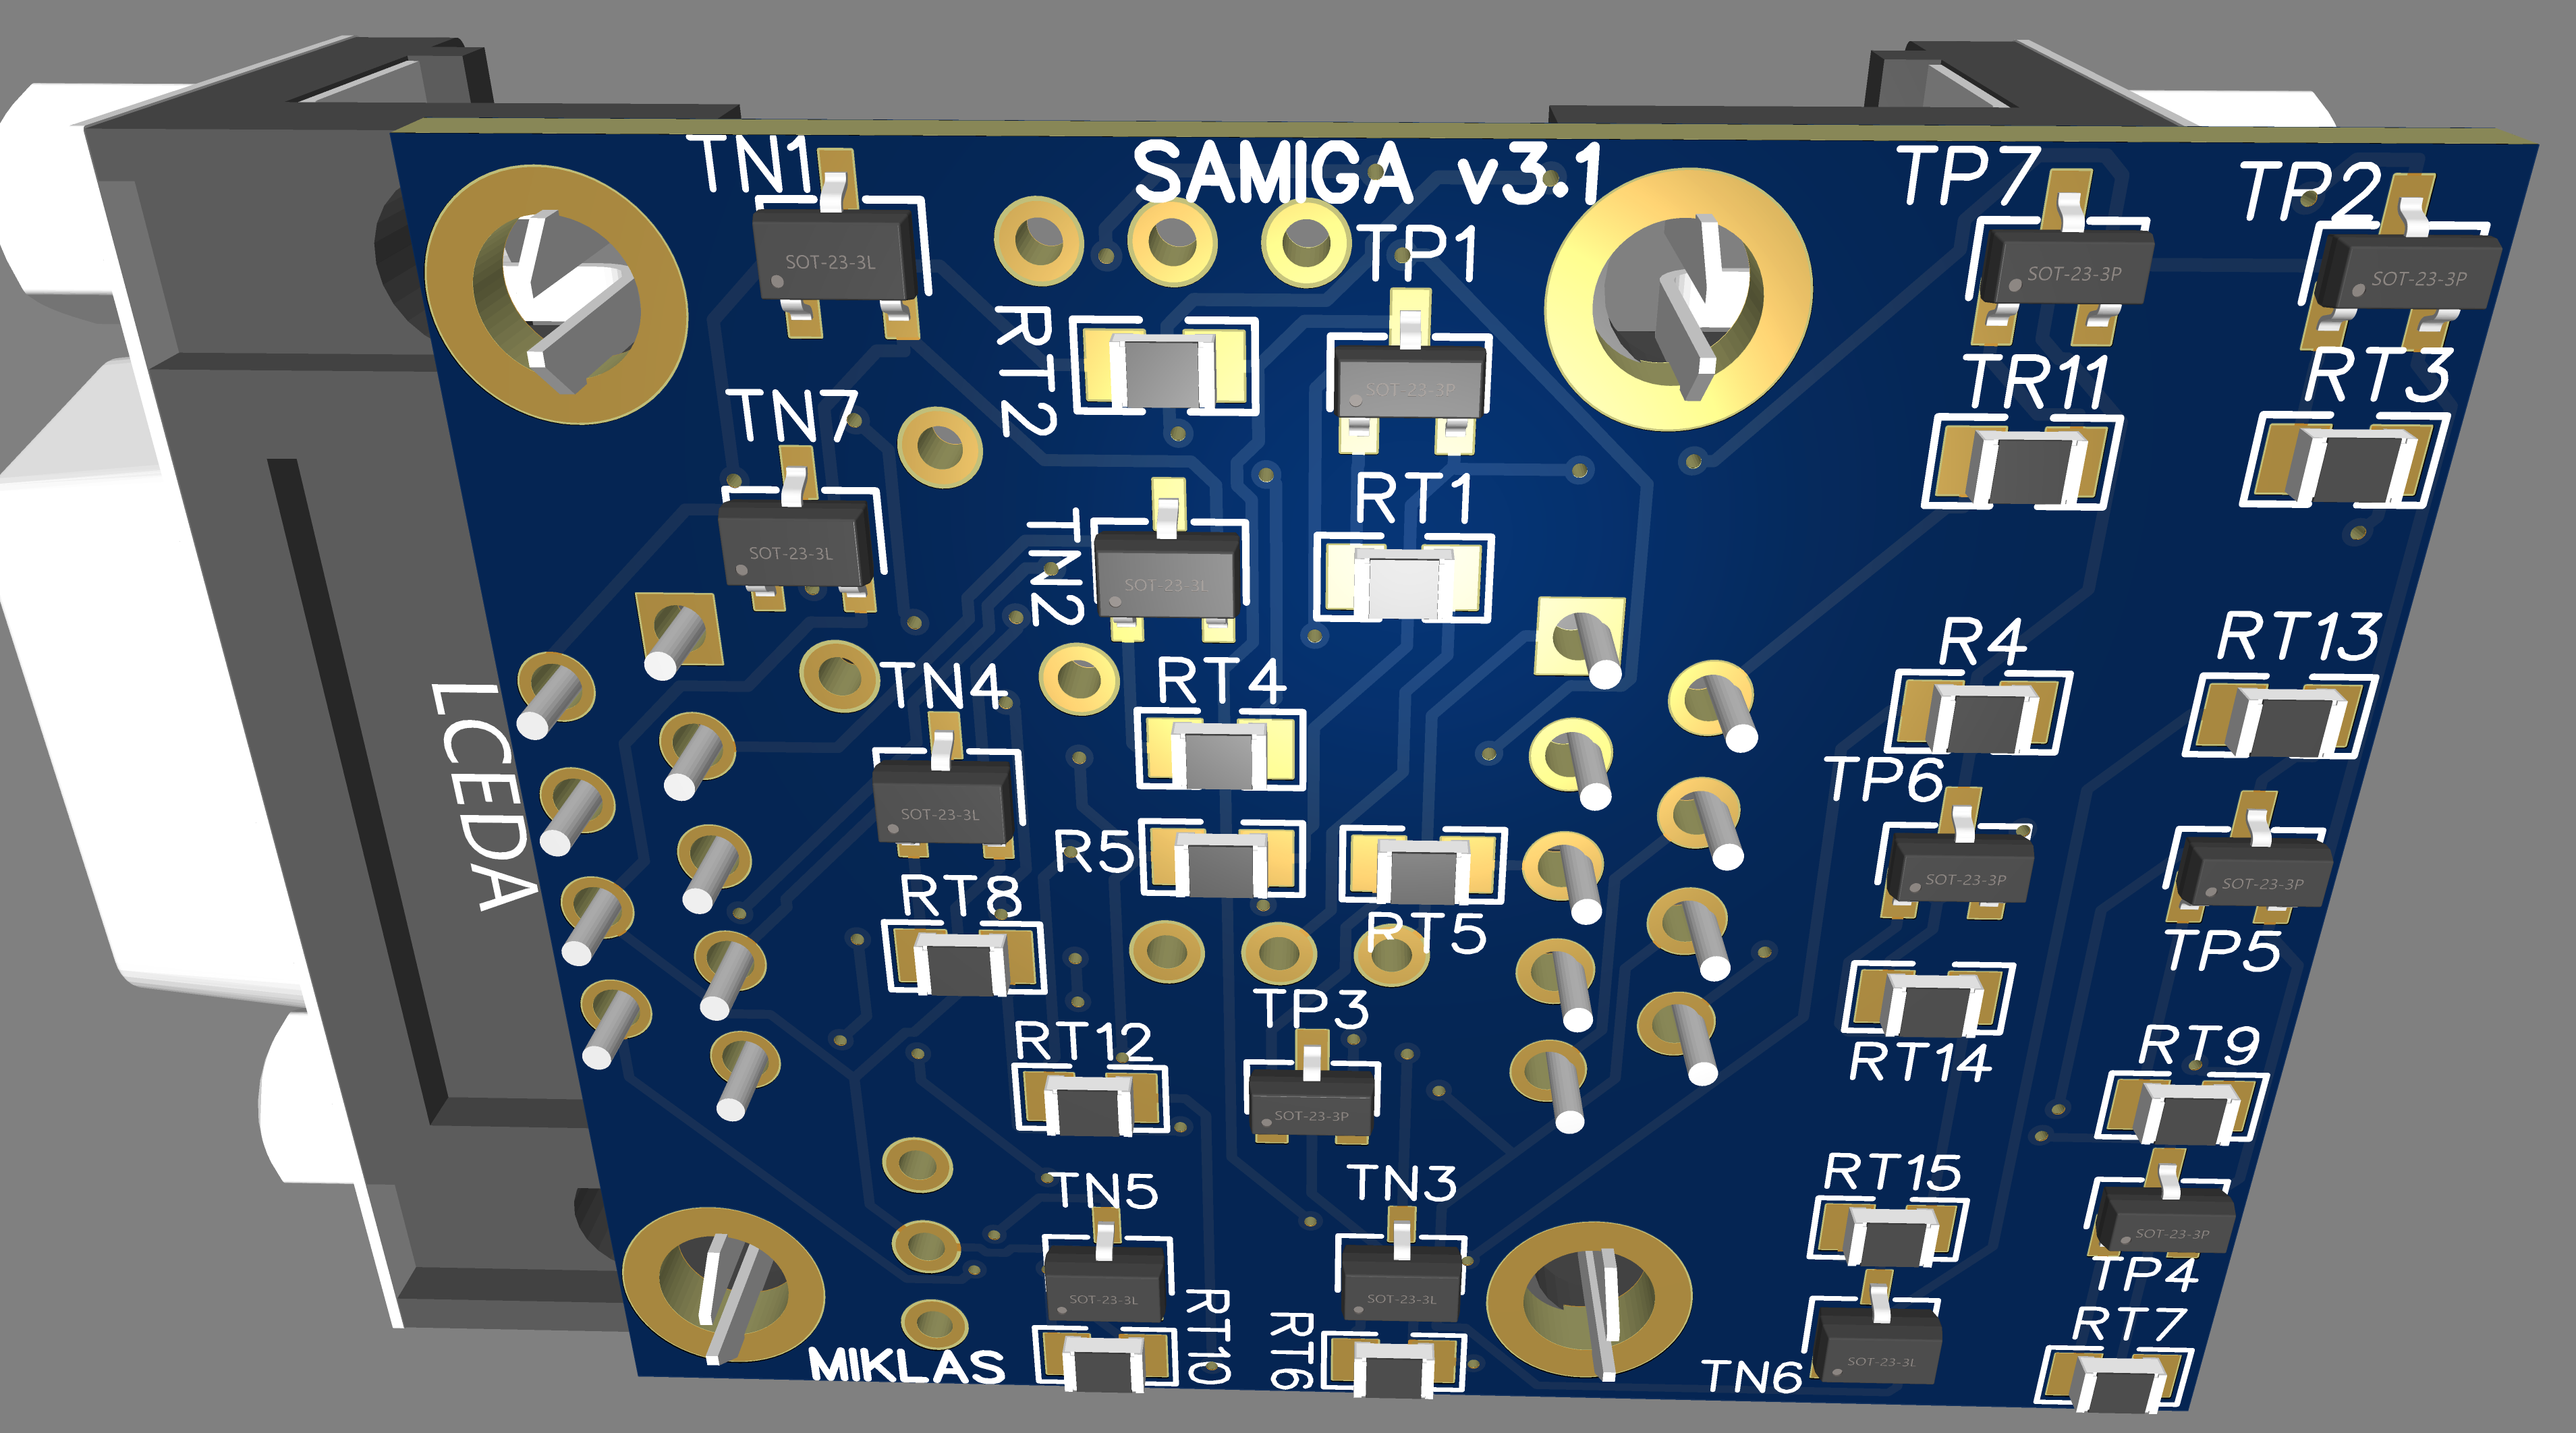 TN1
SAMIGA v3.1
TP7
TP2
SOT-23-3L
TP1
SOT-23-3P
SOT-23-3P
RT2
SOT-23-3P
TR11
RT3
TN7
SOT-23-3L
TN2
SOT-23-3L
RT1
R4
RT13
LCEDA
TN4
RT4
TP6
SOT-23-3L
R5
SOT-23-3P
SOT-23-3P
RT8
RT5
TP5
RT12
TP3
RT14
RT9
SOT-23-3P
TN5
TN3
RT15
SOT-23-3P
TP4
SOT-23-3L
RT10
RT6
SOT-23-3L
RT7
MIKLAS
TN6
SOT-23-3L